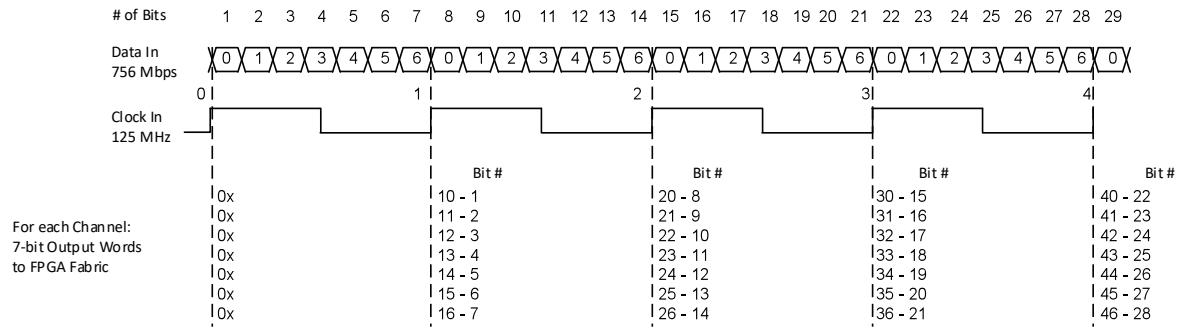 # of Bits 1 2 3 4 5 6 7 8 9 10 11 12 13 14 15 16 17 18 19 20 21 22 23 24 25 26 27 28 29
Data In
756 Mbps
0 1 2 3 4 5 6 0 1 2 3 4 5 6 0 1 2 3 4 5 6 0 1 2 3 4 5 6 0
0 1 2 3 4
Clock In
125 MHz
Bit # Bit # Bit # Bit #
0x 10 - 1 20 - 8 30 - 15 40 - 22
0x 11 - 2 21 - 9 31 - 16 41 - 23
0x 12 - 3 22 - 10 32 - 17 42 - 24
0x 13 - 4 23 - 11 33 - 18 43 - 25
0x 14 - 5 24 - 12 34 - 19 44 - 26
0x 15 - 6 25 - 13 35 - 20 45 - 27
0x 16 - 7 26 - 14 36 - 21 46 - 28
For each Channel:
7-bit Output Words
to FPGA Fabric